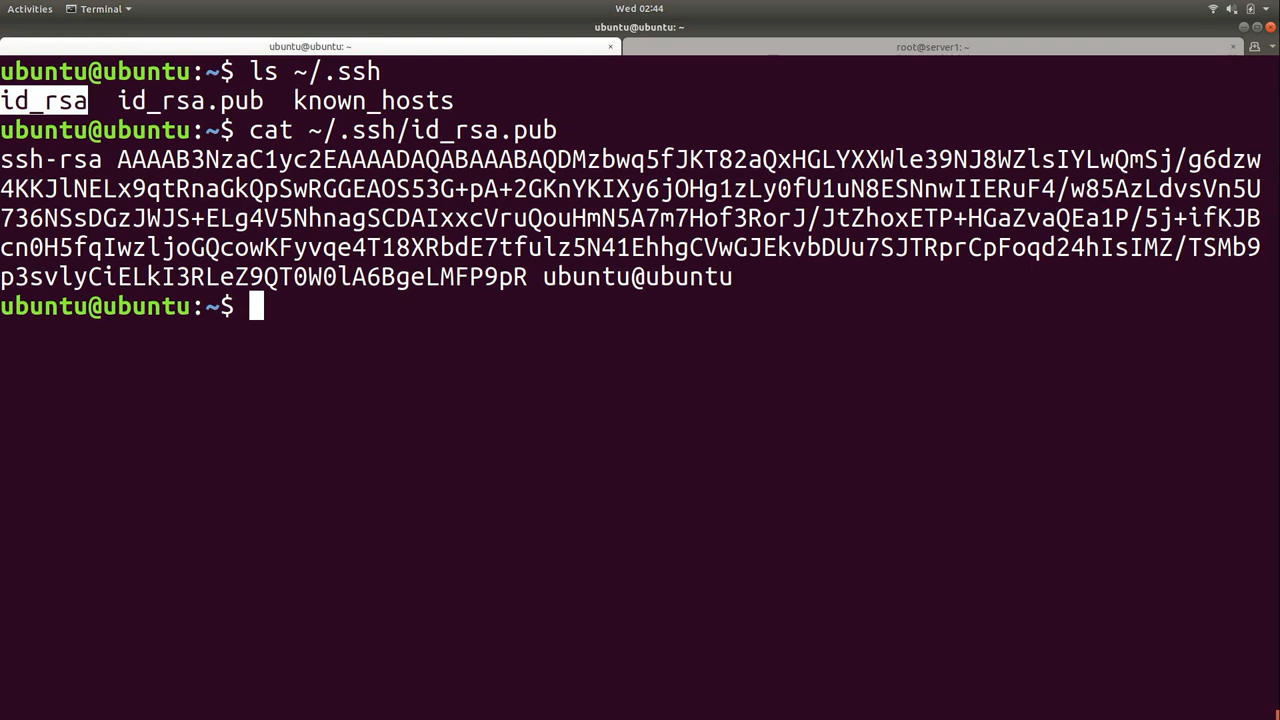 Activities Terminal Wed 02:44
ubuntu@ubuntu: ~
ubuntu@ubuntu: ~ × root@server1: ~ ×
ubuntu@ubuntu:~$ ls ~/.ssh
id_rsa id_rsa.pub known_hosts
ubuntu@ubuntu:~$ cat ~/.ssh/id_rsa.pub
ssh-rsa AAAAB3NzaC1yc2EAAAADAQABAAABAQDMzbwq5fJKT82aQxHGLYXXWle39NJ8WZlsIYLwQmSj/g6dzw
4KKJlNELx9qtRnaGkQpSwRGGEAOS53G+pA+2GKnYKIXy6jOHg1zLy0fU1uN8ESNnwIIERuF4/w85AzLdvsVn5U
736NSsDGzJWJS+ELg4V5NhnagSCDAIxxcVruQouHmN5A7m7Hof3RorJ/JtZhoxETP+HGaZvaQEa1P/5j+ifKJB
cn0H5fqIwzljoGQcowKFyvqe4T18XRbdE7tfulz5N41EhhgCVwGJEkvbDUu7SJTRprCpFoqd24hIsIMZ/TSMb9
p3svlyCiELkI3RLeZ9QT0W0lA6BgeLMFP9pR ubuntu@ubuntu
ubuntu@ubuntu:~$